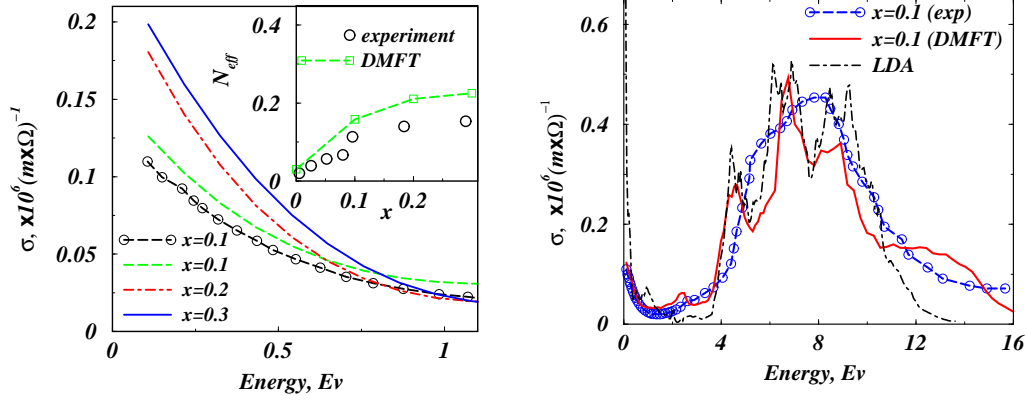 σ, x10⁶(mxΩ)⁻¹
0.2
0.15
0.1
0.05
0
0
0.5
1
Energy, Ev
x=0.1
x=0.1
x=0.2
x=0.3
N_eff
0.4
0.2
0
0.0
0.1
0.2
x
experiment
DMFT
σ, x10⁶(mxΩ)⁻¹
0.6
0.4
0.2
0
0
4
8
12
16
Energy, Ev
x=0.1 (exp)
x=0.1 (DMFT)
LDA